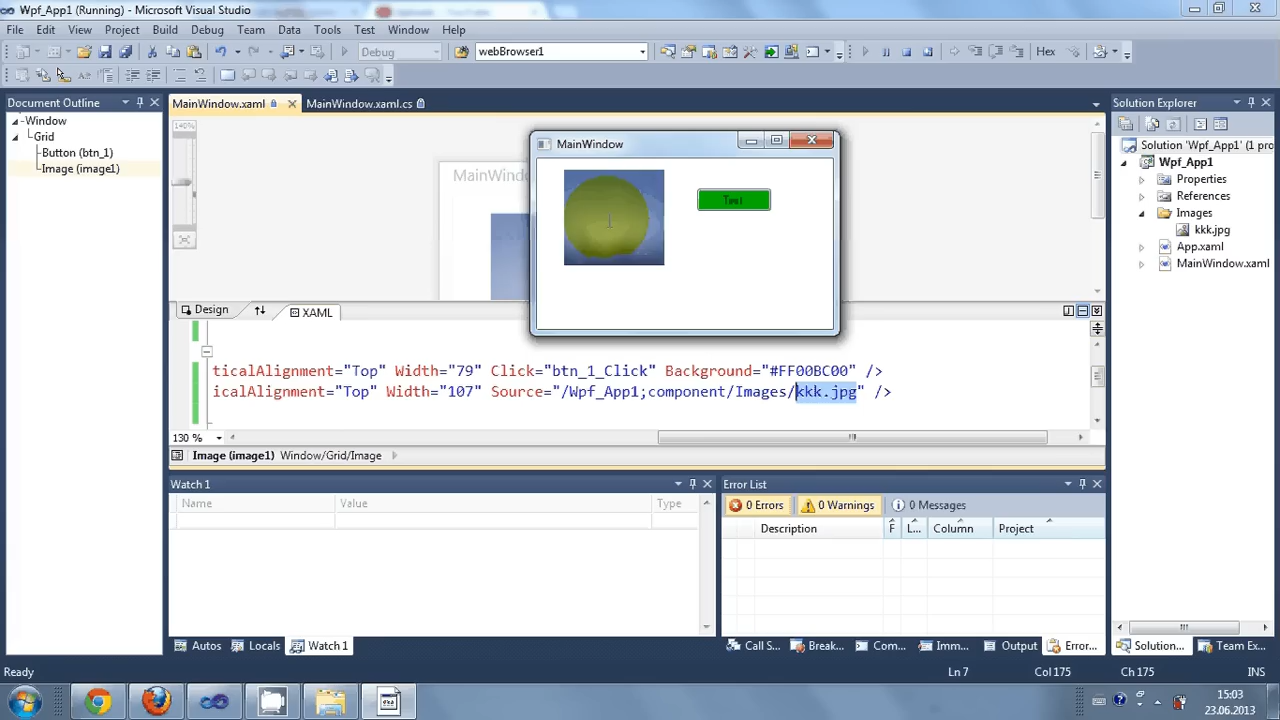 Wpf_App1 (Running) - Microsoft Visual Studio
File Edit View Project Build Debug Team Data Tools Test Window Help
Debug webBrowser1 Hex
Document Outline
Window
Grid
Button (btn_1)
Image (image1)
MainWindow.xaml MainWindow.xaml.cs
140%
MainWindo
MainWindow
Test
Design XAML
ticalAlignment="Top" Width="79" Click="btn_1_Click" Background="#FF00BC00" />
icalAlignment="Top" Width="107" Source="/Wpf_App1;component/Images/kkk.jpg" />
130 %
Image (image1) Window/Grid/Image
Watch 1
Name Value Type
Autos Locals Watch 1
Error List
0 Errors 0 Warnings 0 Messages
Description F L... Column Project
Call S... Break... Com... Imm... Output Error...
Solution Explorer
Solution 'Wpf_App1' (1 pro
Wpf_App1
Properties
References
Images
kkk.jpg
App.xaml
MainWindow.xaml
Solution... Team Ex...
Ready Ln 7 Col 175 Ch 175 INS
15:03
23.06.2013